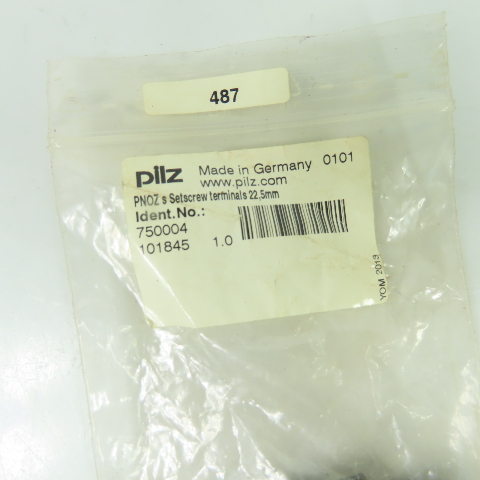 487
pilz Made in Germany 0101
www.pilz.com
PNOZ s Setscrew terminals 22,5mm
Ident.No.:
750004
101845 1.0
YOM 2013